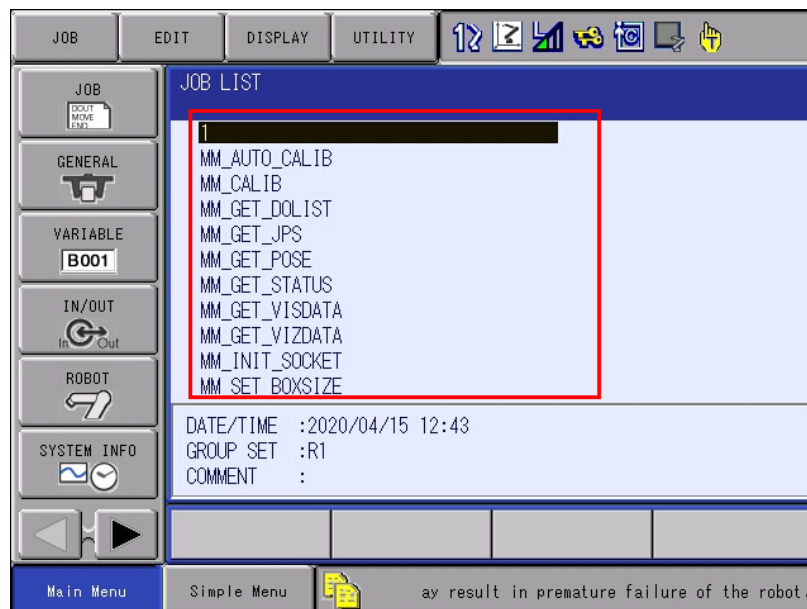 JOB EDIT DISPLAY UTILITY
JOB
DOUT
MOVE
END
GENERAL
VARIABLE
B001
IN/OUT
In Out
ROBOT
SYSTEM INFO
JOB LIST
1
MM_AUTO_CALIB
MM_CALIB
MM_GET_DOLIST
MM_GET_JPS
MM_GET_POSE
MM_GET_STATUS
MM_GET_VISDATA
MM_GET_VIZDATA
MM_INIT_SOCKET
MM_SET_BOXSIZE
DATE/TIME :2020/04/15 12:43
GROUP SET :R1
COMMENT :
Main Menu Simple Menu ay result in premature failure of the robot.